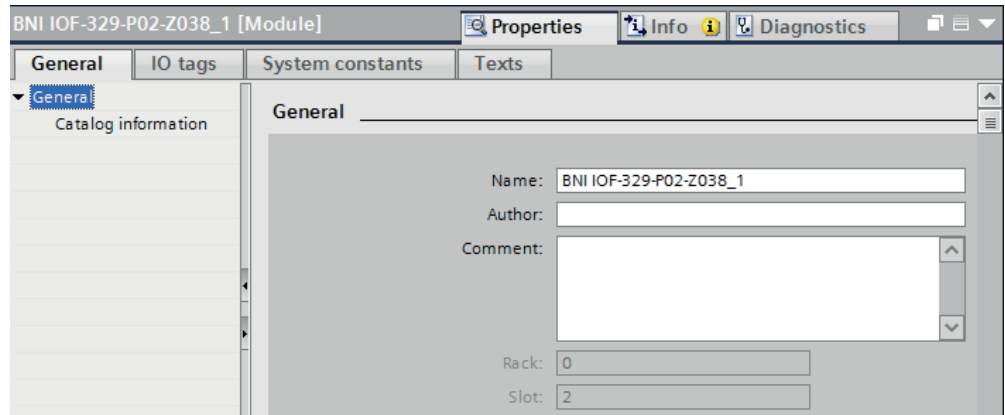 BNI IOF-329-P02-Z038_1 [Module] Properties Info Diagnostics
General IO tags System constants Texts
General
Catalog information
General
Name: BNI IOF-329-P02-Z038_1
Author:
Comment:
Rack: 0
Slot: 2